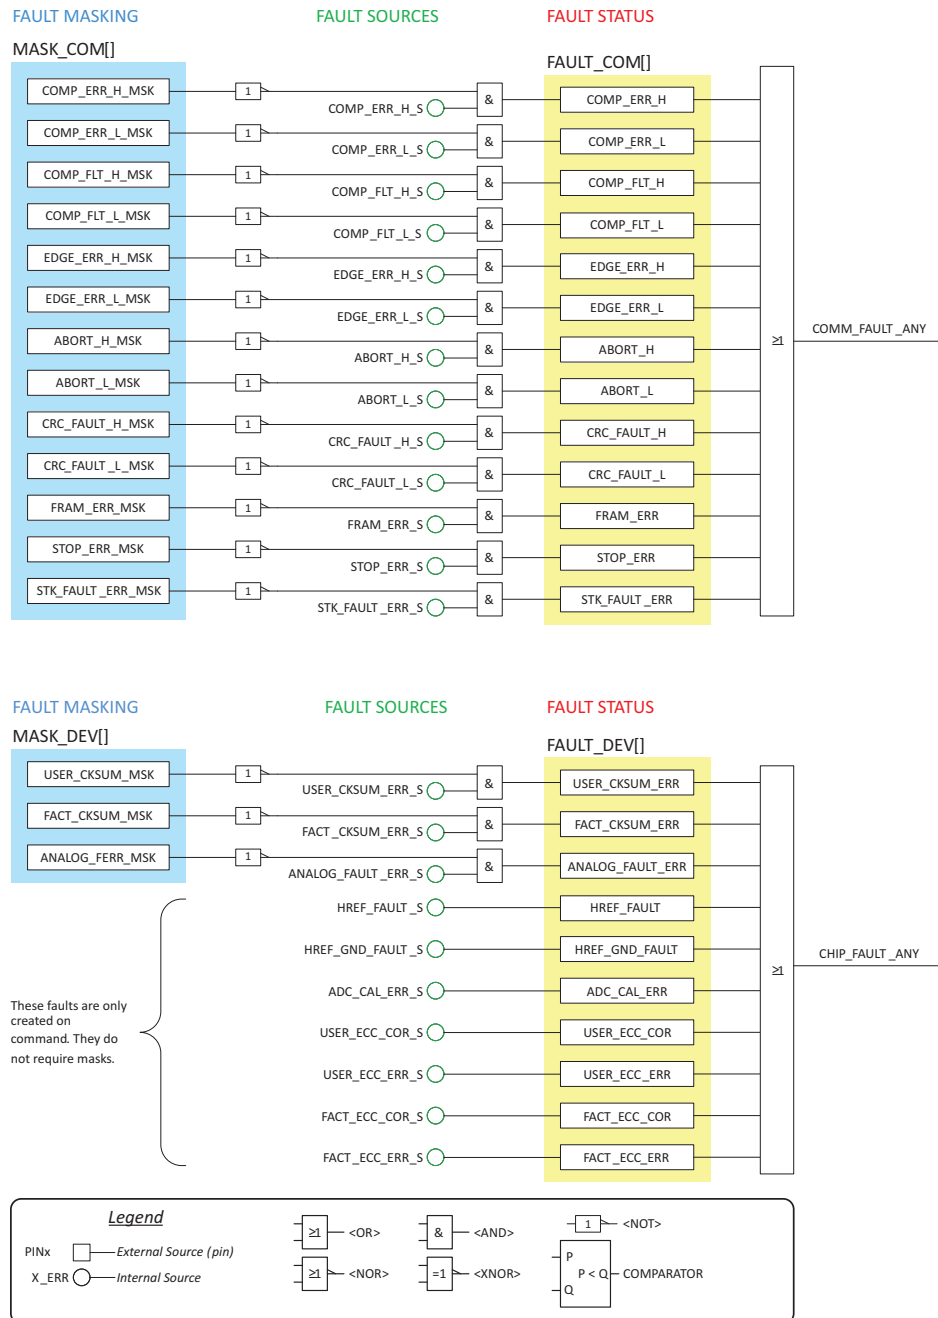 FAULT MASKING FAULT SOURCES FAULT STATUS
MASK_COM[]
FAULT_COM[]
COMP_ERR_H_MSK 1 COMP_ERR_H_S & COMP_ERR_H
COMP_ERR_L_MSK 1 COMP_ERR_L_S & COMP_ERR_L
COMP_FLT_H_MSK 1 COMP_FLT_H_S & COMP_FLT_H
COMP_FLT_L_MSK 1 COMP_FLT_L_S & COMP_FLT_L
EDGE_ERR_H_MSK 1 EDGE_ERR_H_S & EDGE_ERR_H
EDGE_ERR_L_MSK 1 EDGE_ERR_L_S & EDGE_ERR_L
ABORT_H_MSK 1 ABORT_H_S & ABORT_H ≥1 COMM_FAULT_ANY
ABORT_L_MSK 1 ABORT_L_S & ABORT_L
CRC_FAULT_H_MSK 1 CRC_FAULT_H_S & CRC_FAULT_H
CRC_FAULT_L_MSK 1 CRC_FAULT_L_S & CRC_FAULT_L
FRAM_ERR_MSK 1 FRAM_ERR_S & FRAM_ERR
STOP_ERR_MSK 1 STOP_ERR_S & STOP_ERR
STK_FAULT_ERR_MSK 1 STK_FAULT_ERR_S & STK_FAULT_ERR
FAULT MASKING FAULT SOURCES FAULT STATUS
MASK_DEV[]
FAULT_DEV[]
USER_CKSUM_MSK 1 USER_CKSUM_ERR_S & USER_CKSUM_ERR
FACT_CKSUM_MSK 1 FACT_CKSUM_ERR_S & FACT_CKSUM_ERR
ANALOG_FERR_MSK 1 ANALOG_FAULT_ERR_S & ANALOG_FAULT_ERR
HREF_FAULT_S HREF_FAULT
HREF_GND_FAULT_S HREF_GND_FAULT
≥1 CHIP_FAULT_ANY
ADC_CAL_ERR_S ADC_CAL_ERR
USER_ECC_COR_S USER_ECC_COR
USER_ECC_ERR_S USER_ECC_ERR
FACT_ECC_COR_S FACT_ECC_COR
FACT_ECC_ERR_S FACT_ECC_ERR
These faults are only
created on
command. They do
not require masks.
Legend
PINx External Source (pin)
X_ERR Internal Source
≥1 <OR>
≥1 <NOR>
& <AND>
=1 <XNOR>
1 <NOT>
P
P < Q COMPARATOR
Q